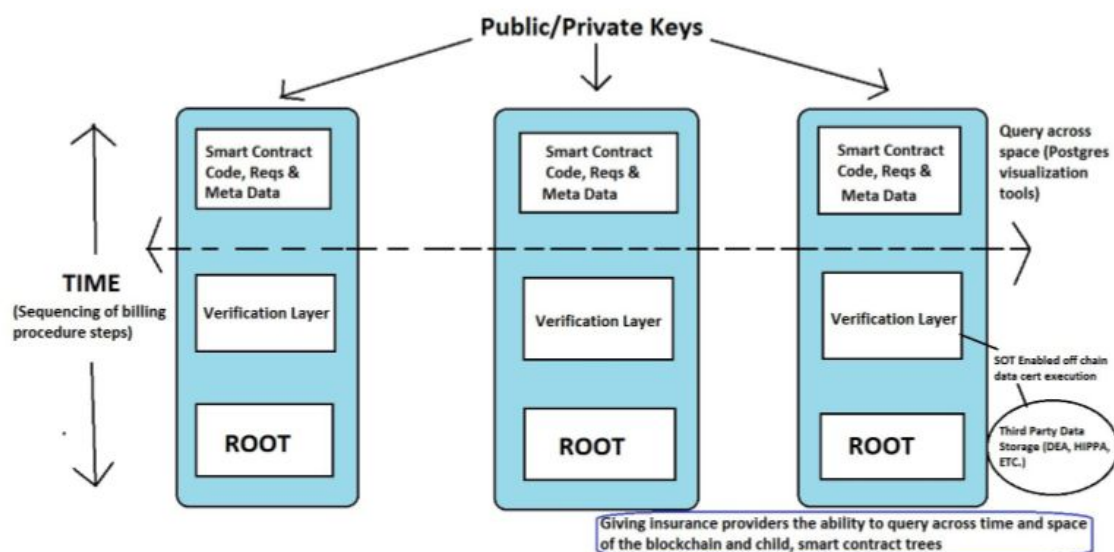 Public/Private Keys
Smart Contract
Code, Reqs &
Meta Data
Smart Contract
Code, Reqs &
Meta Data
Smart Contract
Code, Reqs &
Meta Data
Query across
space (Postgres
visualization
tools)
TIME
(Sequencing of billing
procedure steps)
Verification Layer
Verification Layer
Verification Layer
SOT Enabled off chain
data cert execution
ROOT
ROOT
ROOT
Third Party Data
Storage (DEA, HIPPA,
ETC.)
Giving insurance providers the ability to query across time and space
of the blockchain and child, smart contract trees